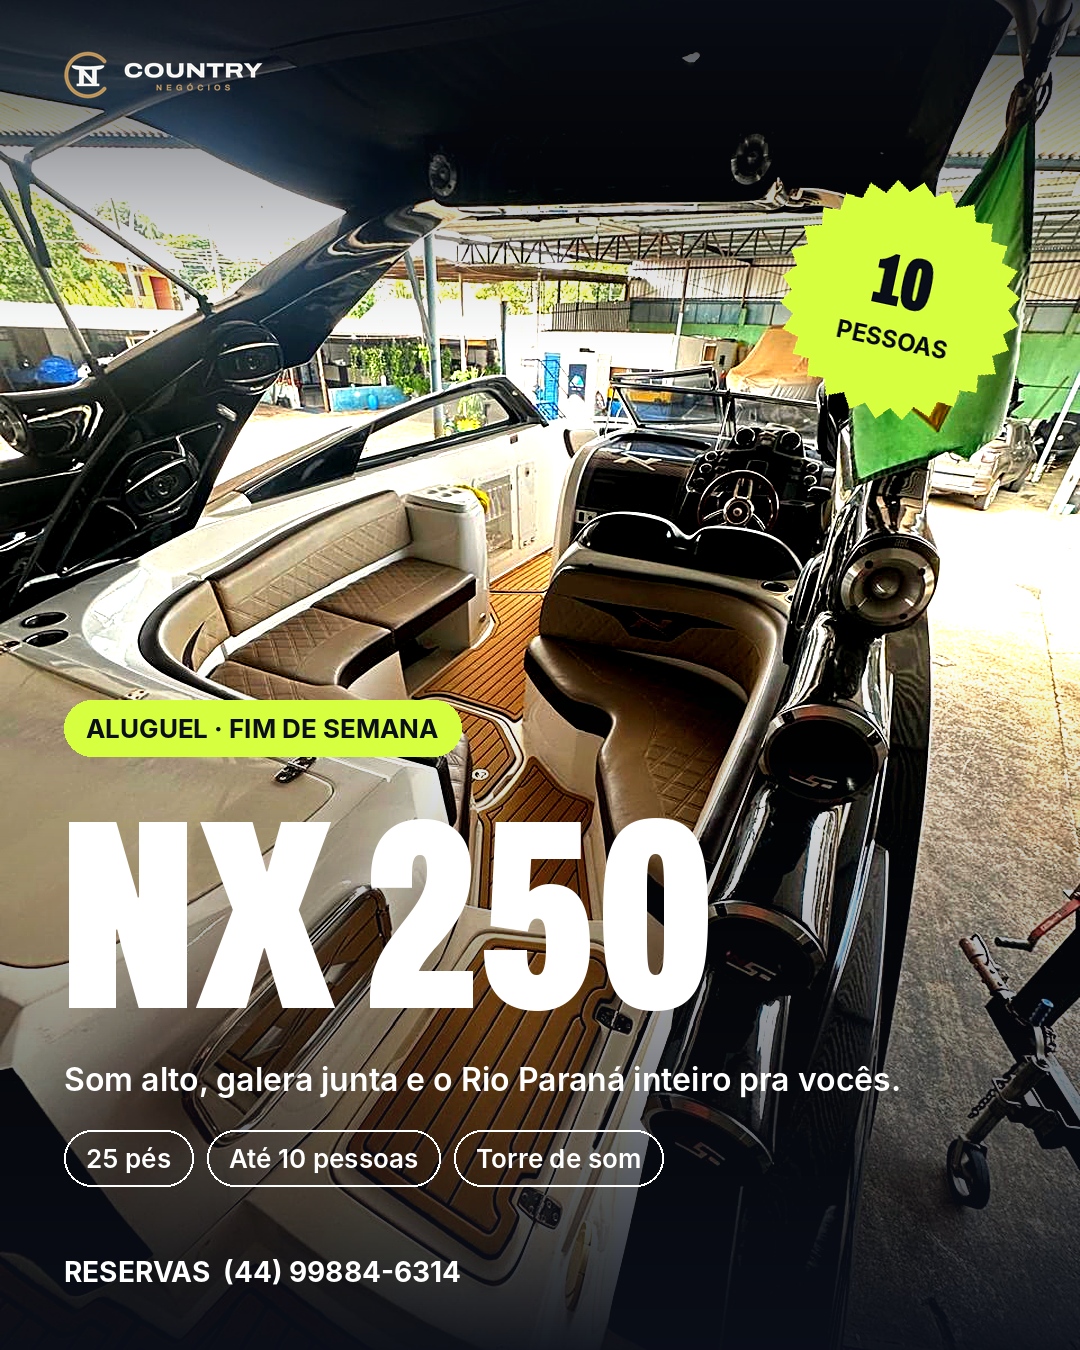 COUNTRY
NEGÓCIOS
10
PESSOAS
ALUGUEL · FIM DE SEMANA
NX 250
Som alto, galera junta e o Rio Paraná inteiro pra vocês.
25 pés
Até 10 pessoas
Torre de som
RESERVAS (44) 99884-6314